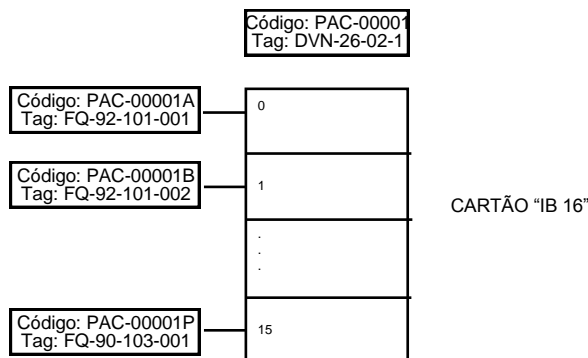 Código: PAC-00001
Tag: DVN-26-02-1
Código: PAC-00001A
Tag: FQ-92-101-001
0
Código: PAC-00001B
Tag: FQ-92-101-002
1
CARTÃO “IB 16”
.
.
.
Código: PAC-00001P
Tag: FQ-90-103-001
15